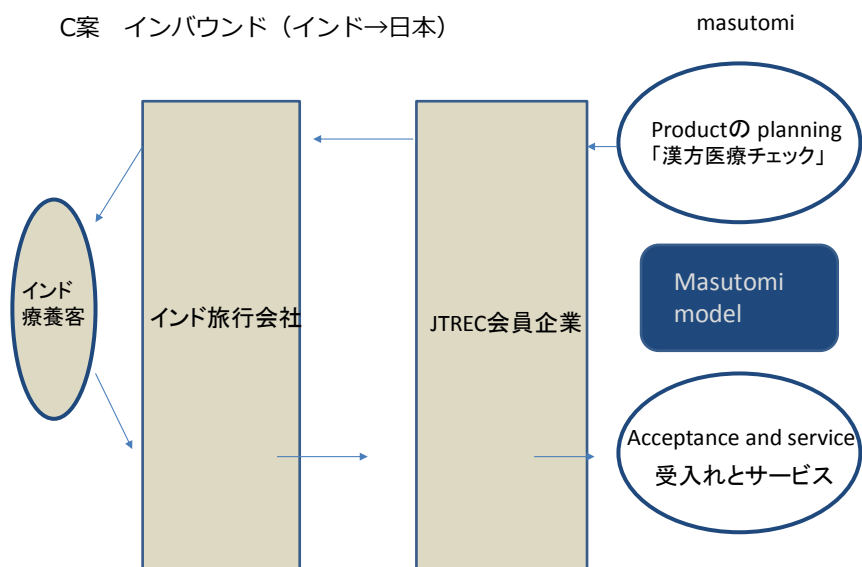 C案 インバウンド（インド→日本）
masutomi
Productの planning
「漢方医療チェック」
インド
療養客
インド旅行会社
JTREC会員企業
Masutomi
model
Acceptance and service
受入れとサービス